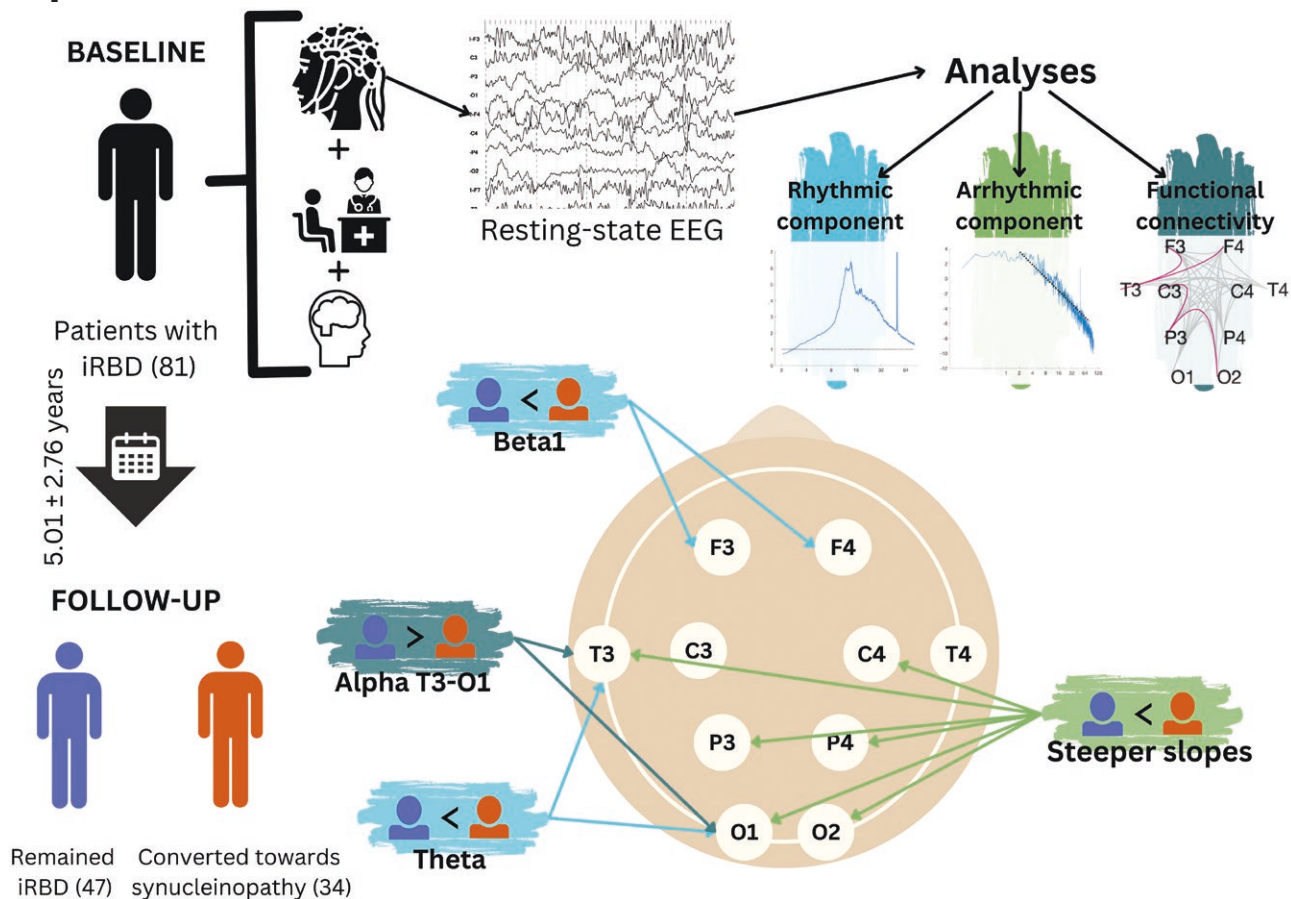 BASELINE
Patients with
iRBD (81)
+
+
Resting-state EEG
Analyses
Rhythmic
component
Arrhythmic
component
Functional
connectivity
F3 F4
T3 C3 C4 T4
P3 P4
O1 O2
5.01 ± 2.76 years
FOLLOW-UP
Remained
iRBD (47)
Converted towards
synucleinopathy (34)
<
Beta1
>
Alpha T3-O1
<
Theta
<
Steeper slopes
F3 F4
T3 C3 C4 T4
P3 P4
O1 O2